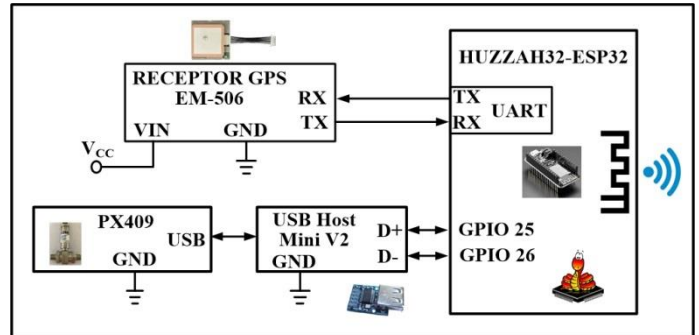 RECEPTOR GPS
EM-506
RX
TX
VIN
GND
VCC
HUZZAH32-ESP32
TX
RX
UART
PX409
USB
GND
USB Host
Mini V2
D+
D-
GND
GPIO 25
GPIO 26